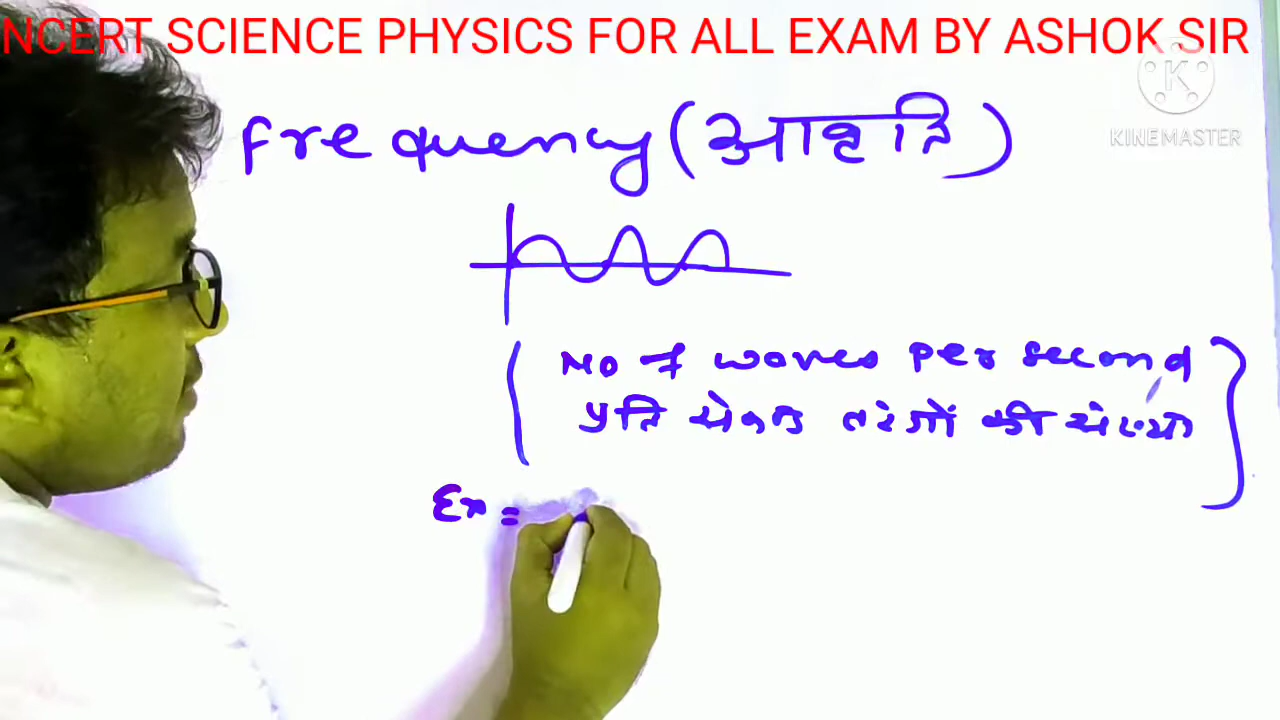 NCERT SCIENCE PHYSICS FOR ALL EXAM BY ASHOK SIR
KINEMASTER
Frequency (आवृत्ति)
No of waves per second
प्रति सेकण्ड तरंगों की संख्या
Ex =